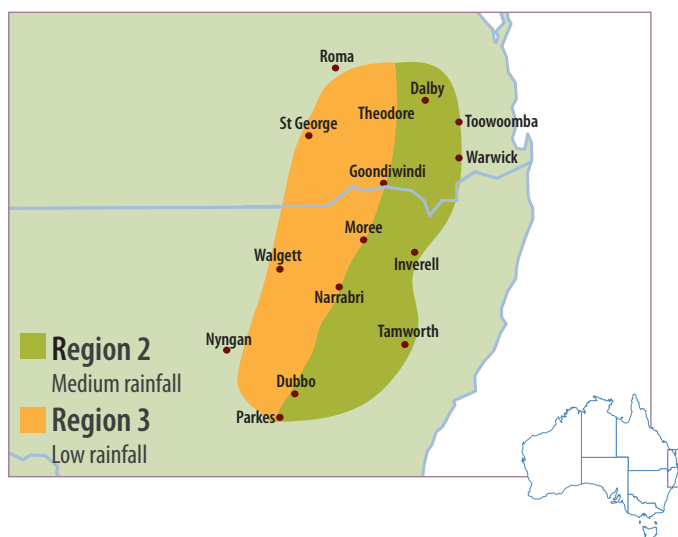 Roma
Dalby
Theodore
St George
Toowoomba
Warwick
Goondiwindi
Moree
Walgett
Inverell
Narrabri
Region 2
Medium rainfall
Nyngan
Tamworth
Dubbo
Region 3
Low rainfall
Parkes